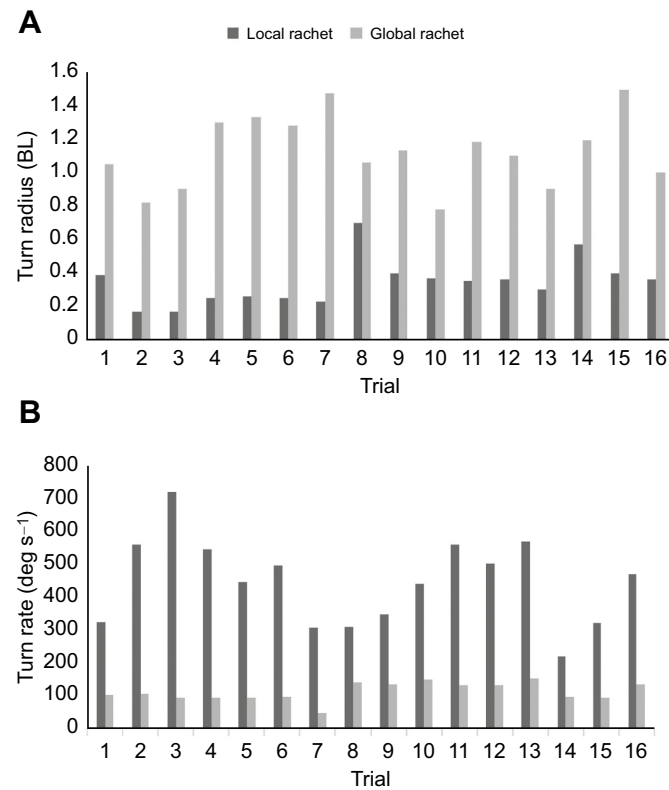 A
Local rachet Global rachet
1.6
1.4
1.2
1.0
0.8
0.6
0.4
0.2
0
Turn radius (BL)
1 2 3 4 5 6 7 8 9 10 11 12 13 14 15 16
Trial
B
800
700
600
500
400
300
200
100
0
Turn rate (deg s⁻¹)
1 2 3 4 5 6 7 8 9 10 11 12 13 14 15 16
Trial